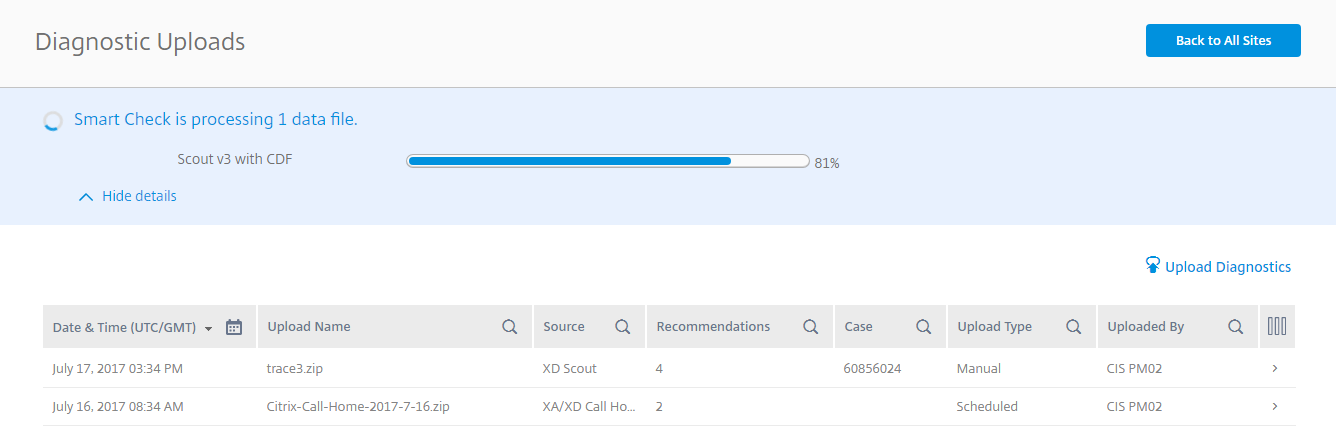 Diagnostic Uploads
Back to All Sites
Smart Check is processing 1 data file.
Scout v3 with CDF
81%
Hide details
Upload Diagnostics
Date & Time (UTC/GMT) Upload Name Source Recommendations Case Upload Type Uploaded By
July 17, 2017 03:34 PM trace3.zip XD Scout 4 60856024 Manual CIS PM02
July 16, 2017 08:34 AM Citrix-Call-Home-2017-7-16.zip XA/XD Call Ho... 2 Scheduled CIS PM02